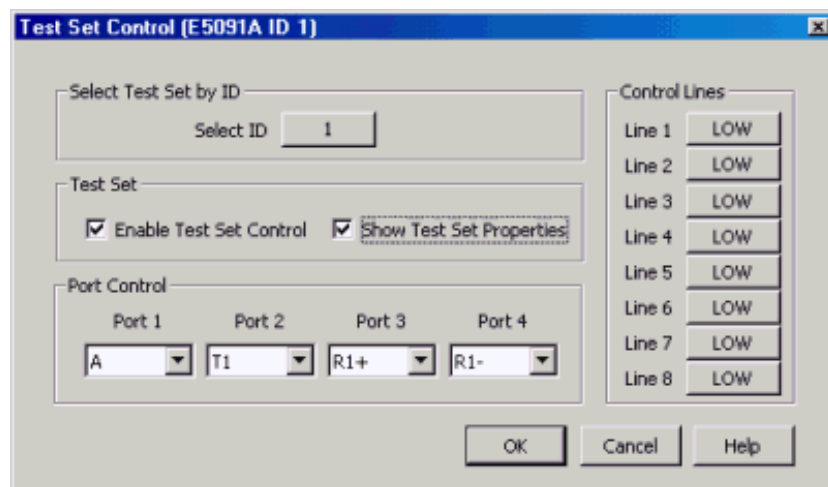 Test Set Control (E5091A ID 1)
Select Test Set by ID
Select ID 1
Test Set
Enable Test Set Control Show Test Set Properties
Port Control
Port 1 Port 2 Port 3 Port 4
A T1 R1+ R1-
Control Lines
Line 1 LOW
Line 2 LOW
Line 3 LOW
Line 4 LOW
Line 5 LOW
Line 6 LOW
Line 7 LOW
Line 8 LOW
OK Cancel Help